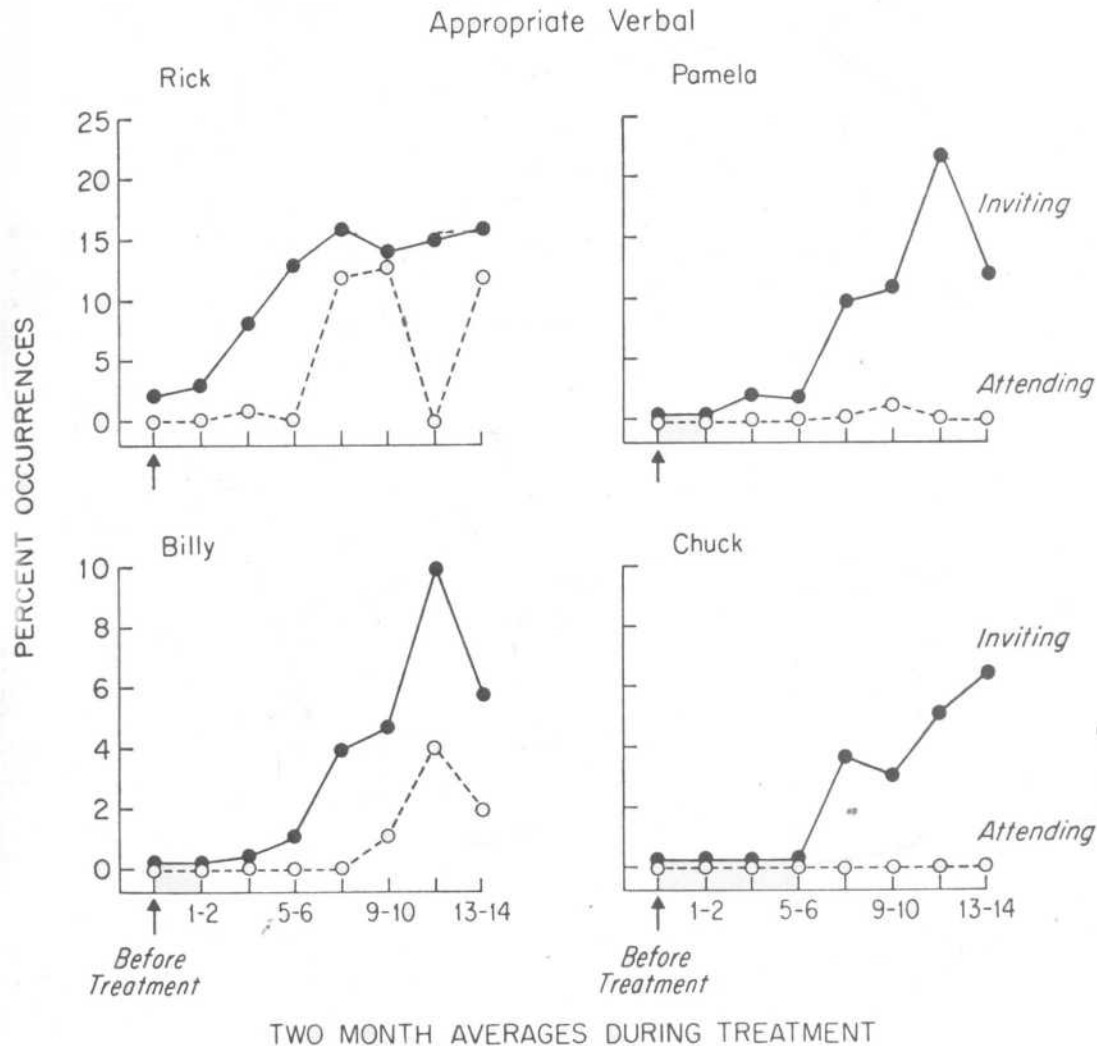 Appropriate Verbal
Rick
Pamela
25
20
15
10
5
0
Inviting
Attending
PERCENT OCCURRENCES
Billy
Chuck
10
8
6
4
2
0
Inviting
Attending
1-2 5-6 9-10 13-14
1-2 5-6 9-10 13-14
Before
Treatment
Before
Treatment
TWO MONTH AVERAGES DURING TREATMENT